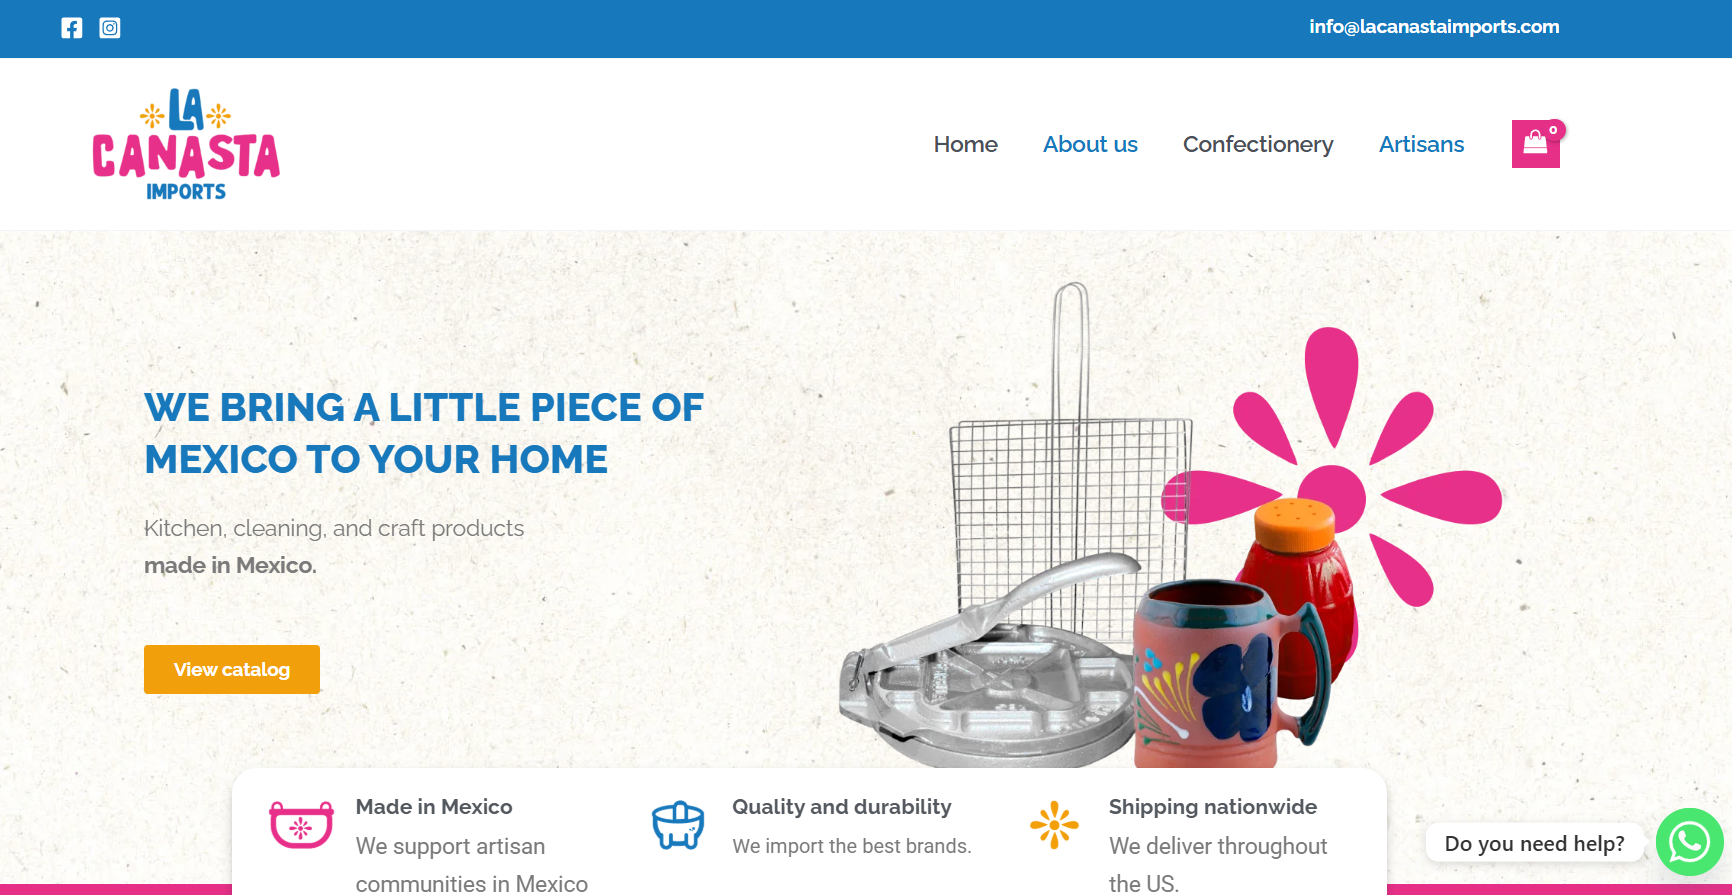 info@lacanastaimports.com
LA
CANASTA
IMPORTS
Home
About us
Confectionery
Artisans
0
WE BRING A LITTLE PIECE OF
MEXICO TO YOUR HOME
Kitchen, cleaning, and craft products
made in Mexico.
View catalog
Made in Mexico
We support artisan
communities in Mexico
Quality and durability
We import the best brands.
Shipping nationwide
We deliver throughout
the US.
Do you need help?